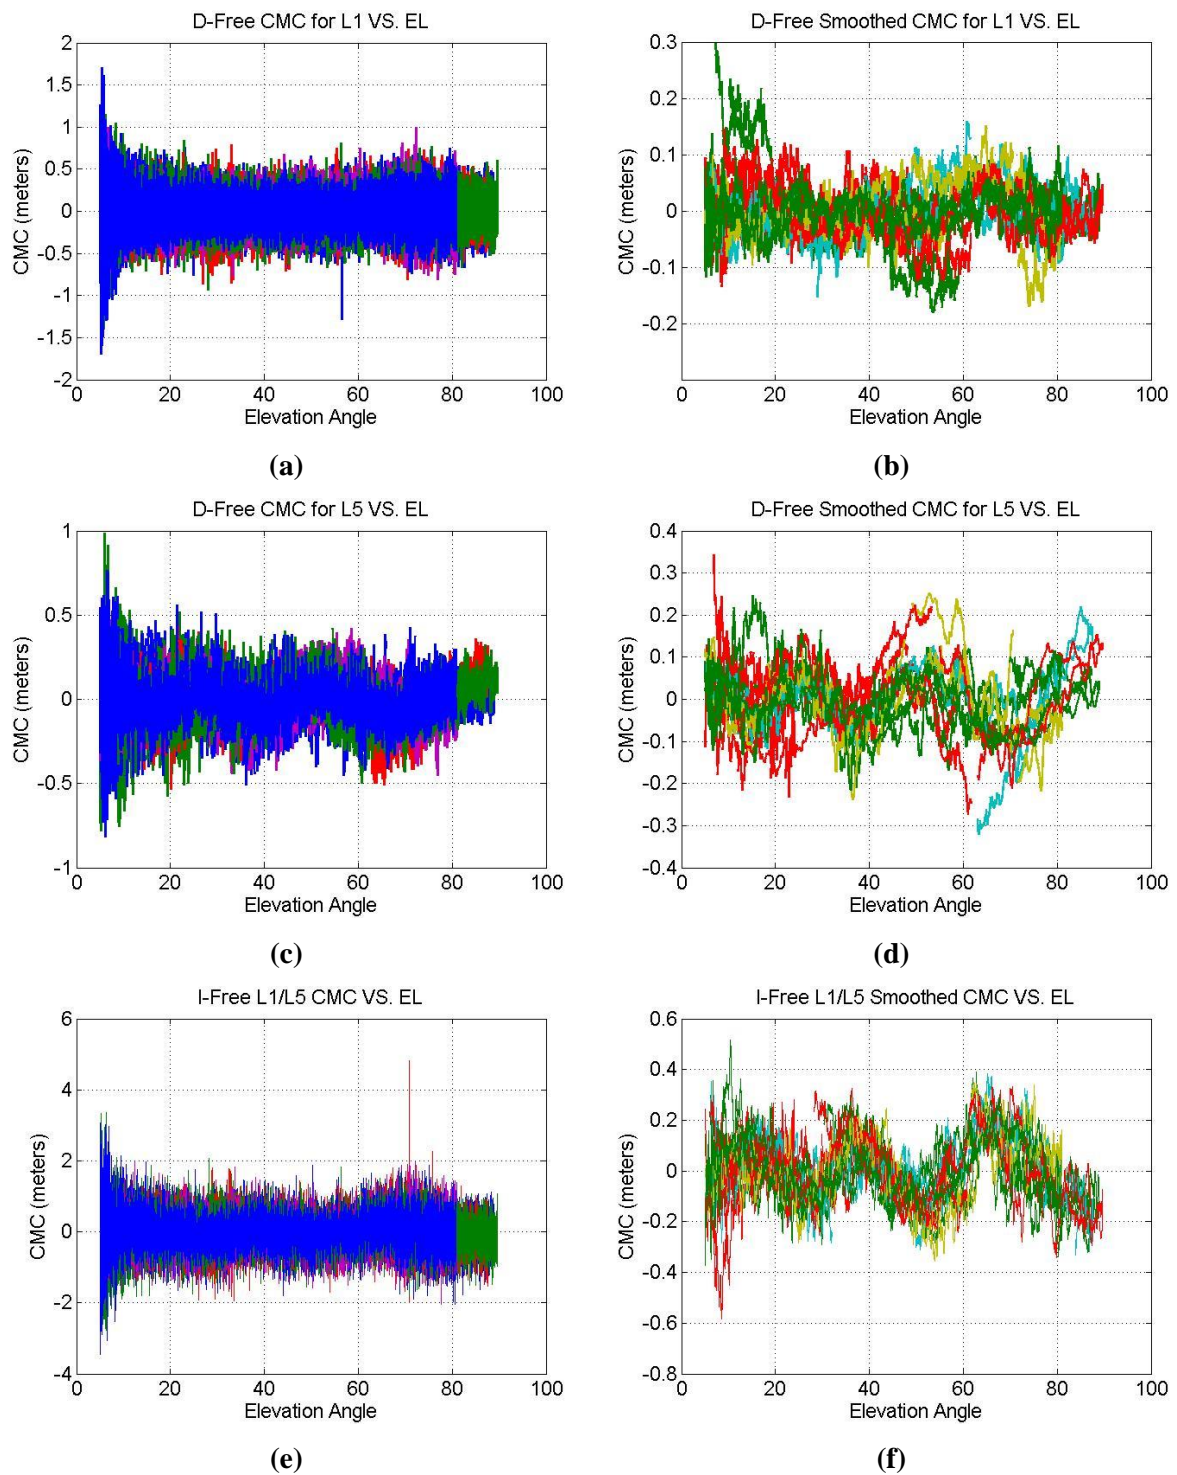 D-Free CMC for L1 VS. EL
CMC (meters)
2
1.5
1
0.5
0
-0.5
-1
-1.5
-2
0 20 40 60 80 100
Elevation Angle
(a)
D-Free Smoothed CMC for L1 VS. EL
CMC (meters)
0.3
0.2
0.1
0
-0.1
-0.2
0 20 40 60 80 100
Elevation Angle
(b)
D-Free CMC for L5 VS. EL
CMC (meters)
1
0.5
0
-0.5
-1
0 20 40 60 80 100
Elevation Angle
(c)
D-Free Smoothed CMC for L5 VS. EL
CMC (meters)
0.4
0.3
0.2
0.1
0
-0.1
-0.2
-0.3
-0.4
0 20 40 60 80 100
Elevation Angle
(d)
I-Free L1/L5 CMC VS. EL
CMC (meters)
6
4
2
0
-2
-4
0 20 40 60 80 100
Elevation Angle
(e)
I-Free L1/L5 Smoothed CMC VS. EL
CMC (meters)
0.6
0.4
0.2
0
-0.2
-0.4
-0.6
-0.8
0 20 40 60 80 100
Elevation Angle
(f)